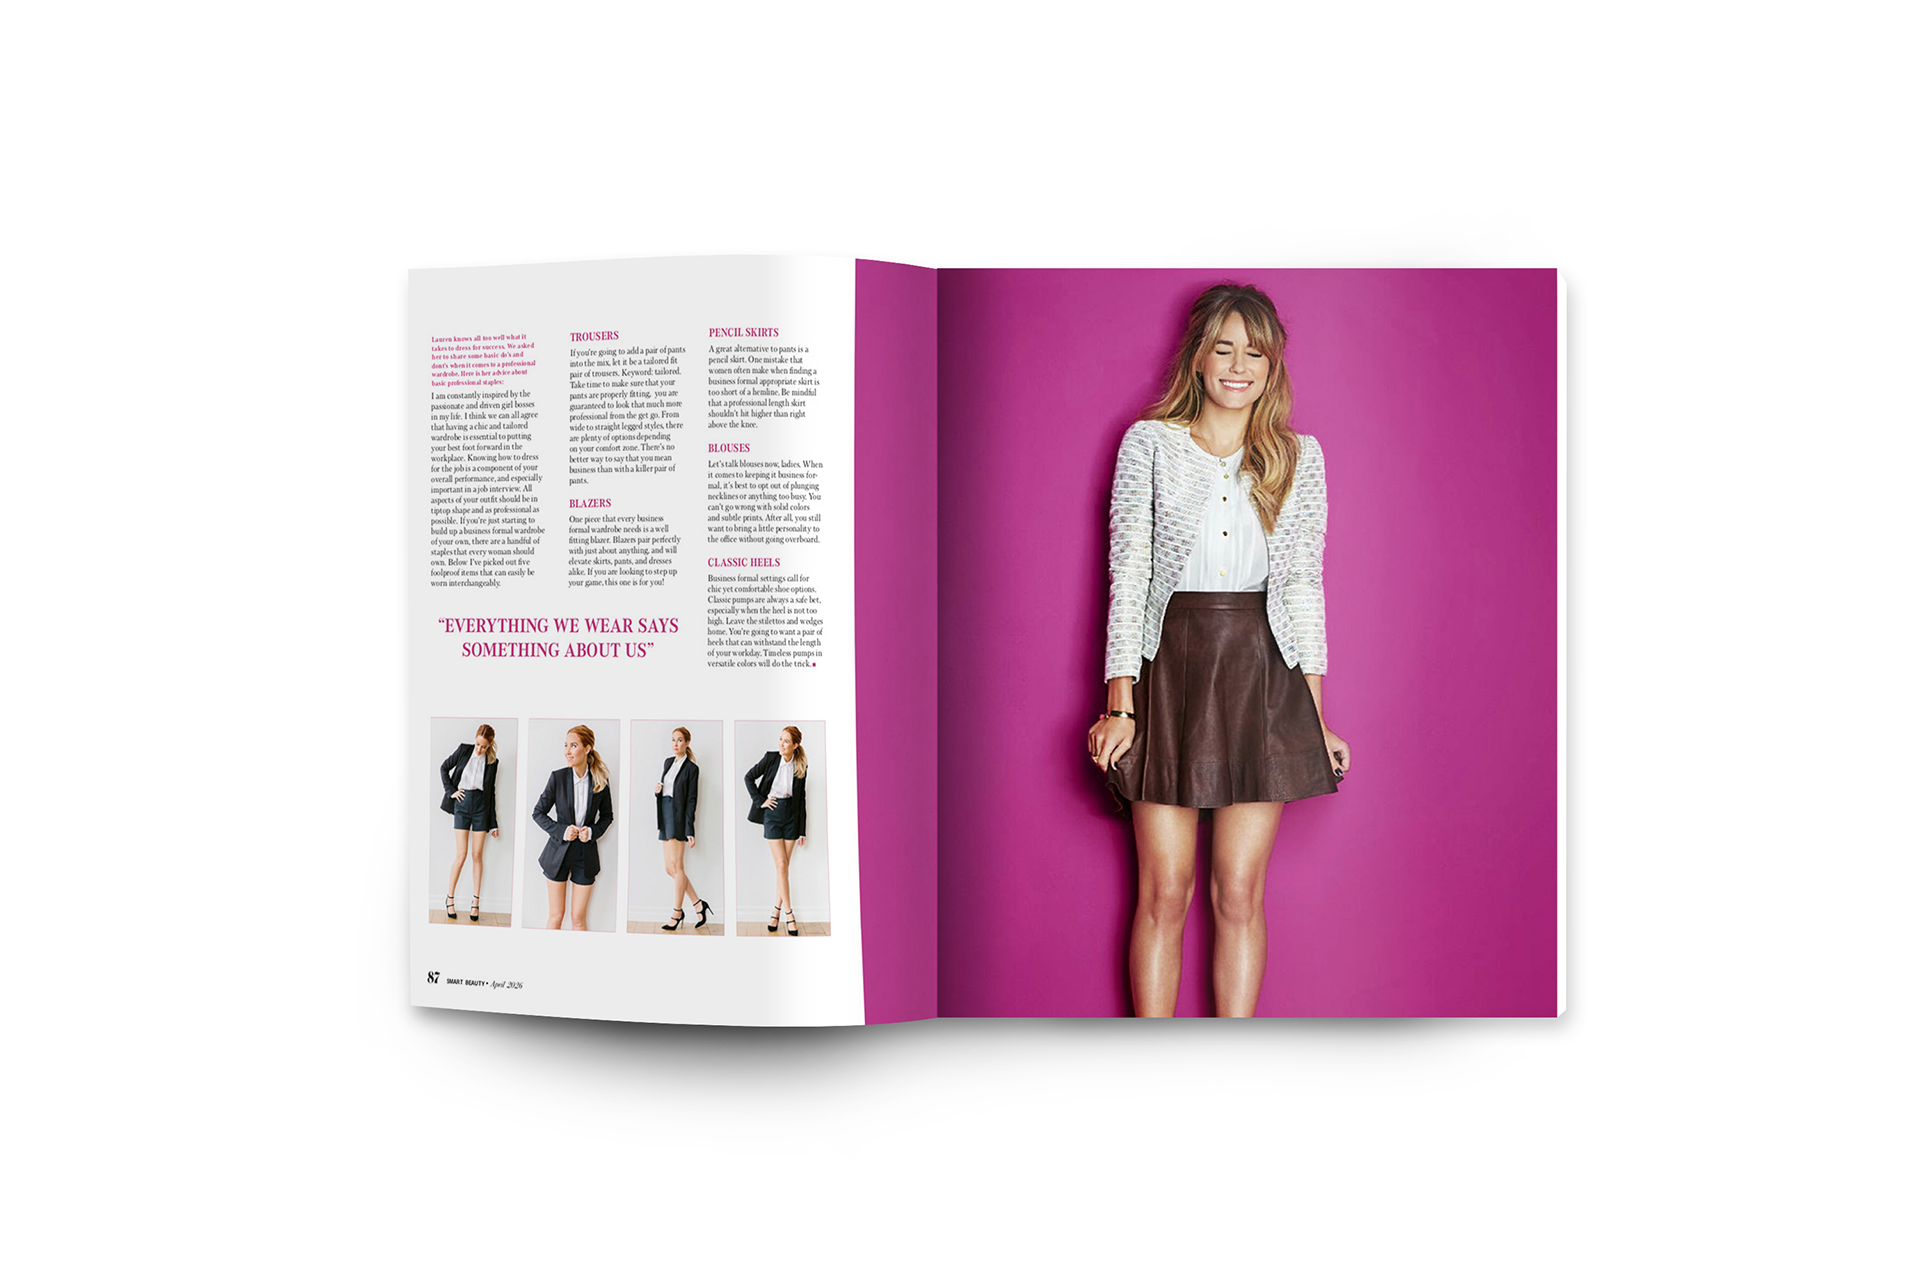 Lauren knows all too well what it
takes to dress for success. We asked
her to share some basic do's and
dont's when it comes to a professional
wardrobe. Here is her advice about
basic professional staples:
I am constantly inspired by the
passionate and driven girl bosses
in my life. I think we can all agree
that having a chic and tailored
wardrobe is essential to putting
your best foot forward in the
workplace. Knowing how to dress
for the job is a component of your
overall performance, and especially
important in a job interview. All
aspects of your outfit should be in
tiptop shape and as professional as
possible. If you're just starting to
build up a business formal wardrobe
of your own, there are a handful of
staples that every woman should
own. Below I've picked out five
foolproof items that can easily be
worn interchangeably.
TROUSERS
If you're going to add a pair of pants
into the mix, let it be a tailored fit
pair of trousers. Keyword: tailored.
Take time to make sure that your
pants are properly fitting, you are
guaranteed to look that much more
professional from the get go. From
wide to straight legged styles, there
are plenty of options depending
on your comfort zone. There's no
better way to say that you mean
business than with a killer pair of
pants.
BLAZERS
One piece that every business
formal wardrobe needs is a well
fitting blazer. Blazers pair perfectly
with just about anything, and will
elevate skirts, pants, and dresses
alike. If you are looking to step up
your game, this one is for you!
PENCIL SKIRTS
A great alternative to pants is a
pencil skirt. One mistake that
women often make when finding a
business formal appropriate skirt is
too short of a hemline. Be mindful
that a professional length skirt
shouldn't hit higher than right
above the knee.
BLOUSES
Let's talk blouses now, ladies. When
it comes to keeping it business for-
mal, it's best to opt out of plunging
necklines or anything too busy. You
can't go wrong with solid colors
and subtle prints. After all, you still
want to bring a little personality to
the office without going overboard.
CLASSIC HEELS
Business formal settings call for
chic yet comfortable shoe options.
Classic pumps are always a safe bet,
especially when the heel is not too
high. Leave the stilettos and wedges
home. You're going to want a pair of
heels that can withstand the length
of your workday. Timeless pumps in
versatile colors will do the trick.
“EVERYTHING WE WEAR SAYS
SOMETHING ABOUT US”
87 SMART BEAUTY • April 2026